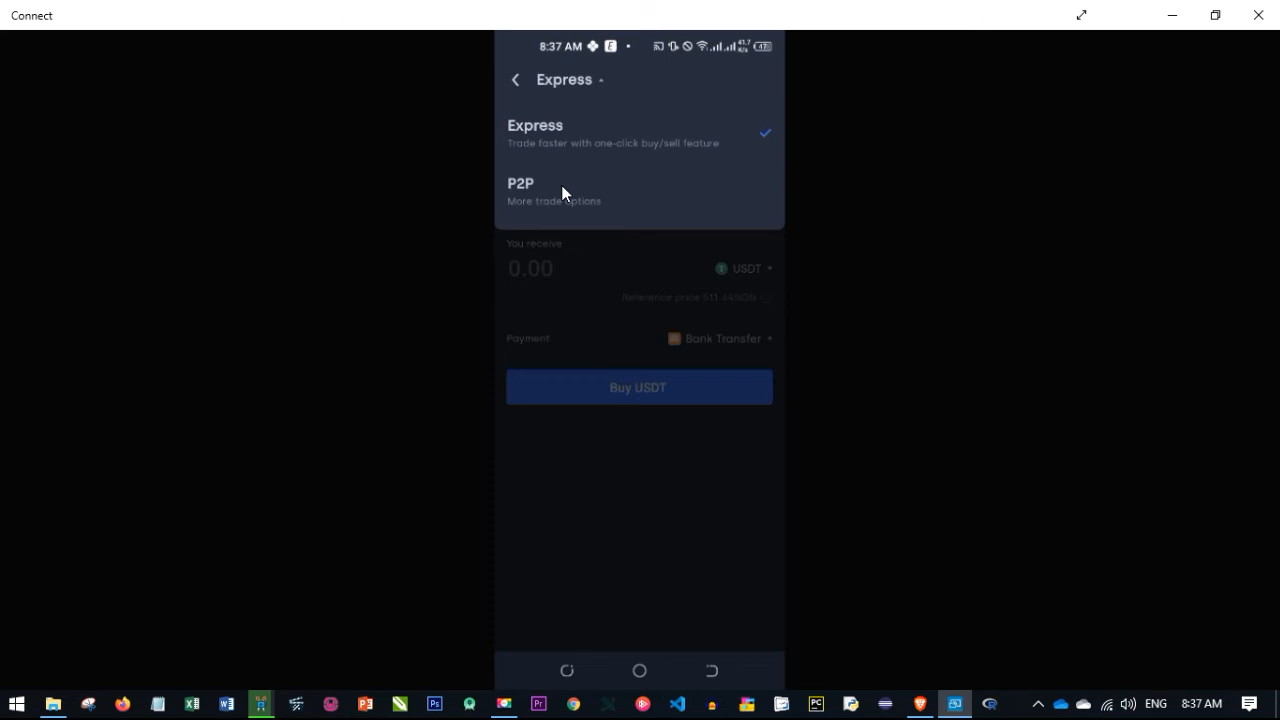 Connect
8:37 AM
Express
Express
Trade faster with one-click buy/sell feature
P2P
More trade options
You receive
0.00
USDT
Payment
Bank Transfer
Buy USDT
ENG
8:37 AM